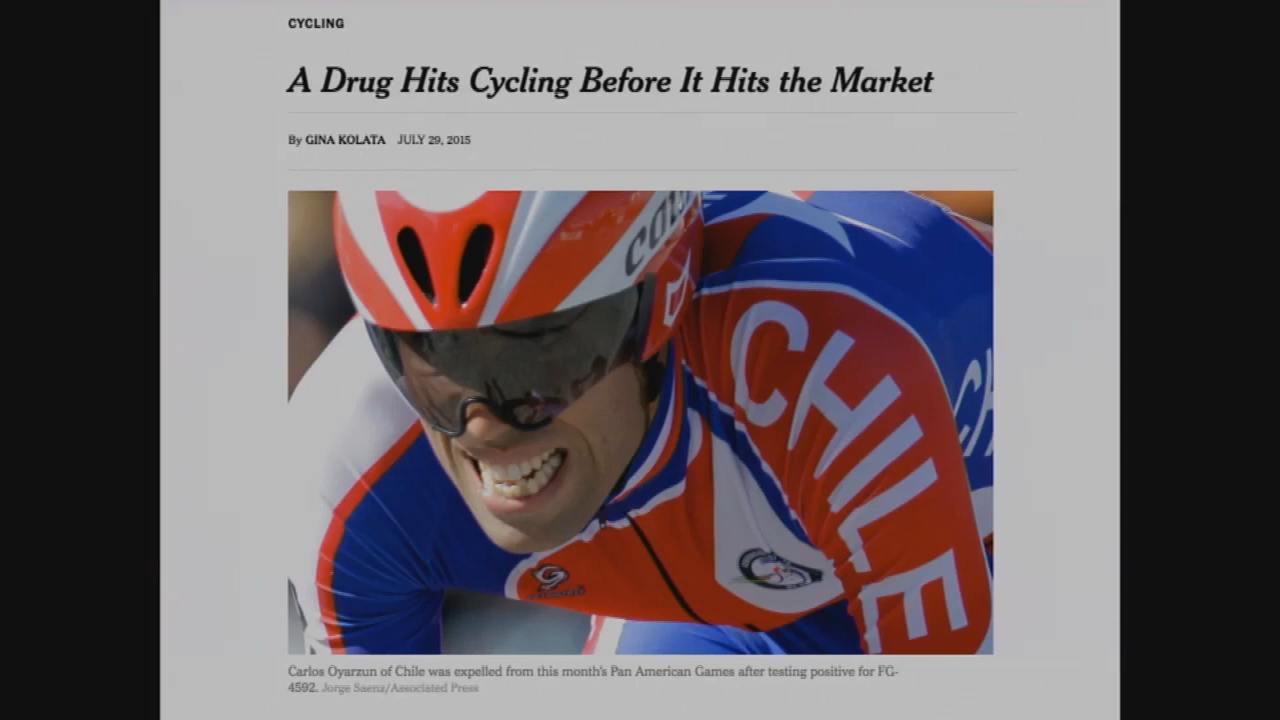 CYCLING
A Drug Hits Cycling Before It Hits the Market
By GINA KOLATA JULY 29, 2015
CHILE
Carlos Oyarzun of Chile was expelled from this month's Pan American Games after testing positive for FG-
4592. Jorge Saenz/Associated Press